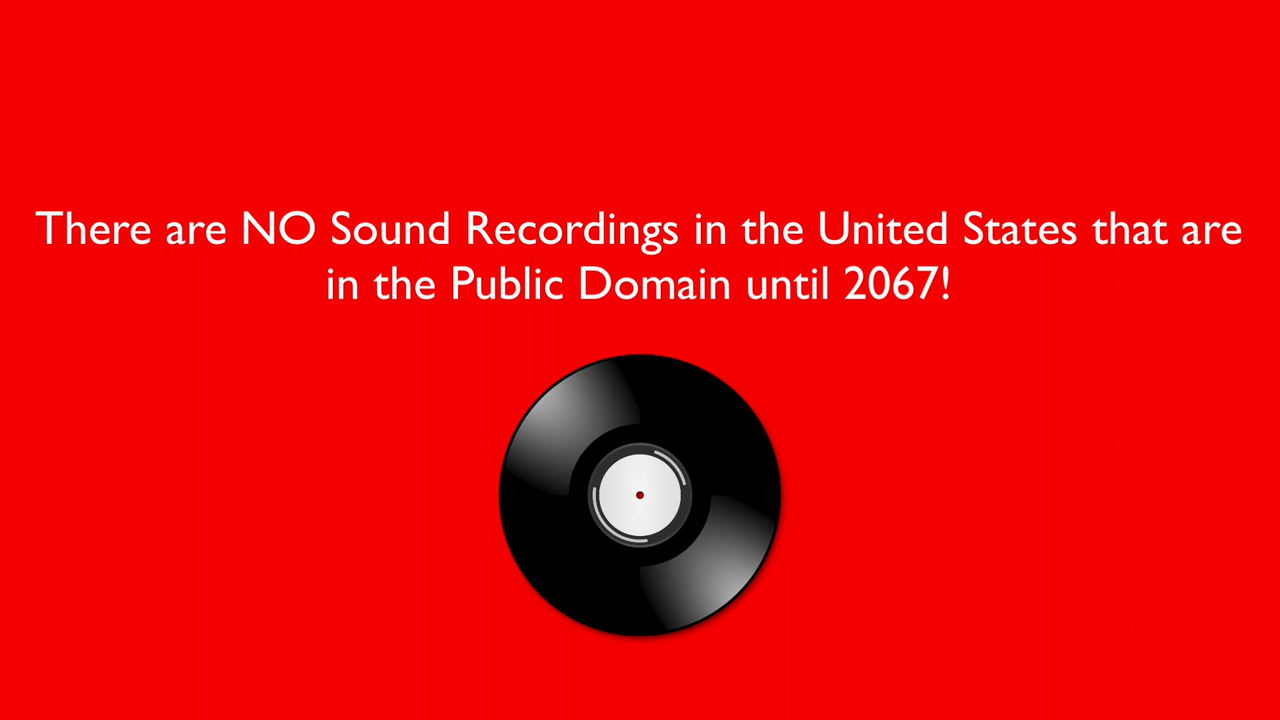 There are NO Sound Recordings in the United States that are
in the Public Domain until 2067!